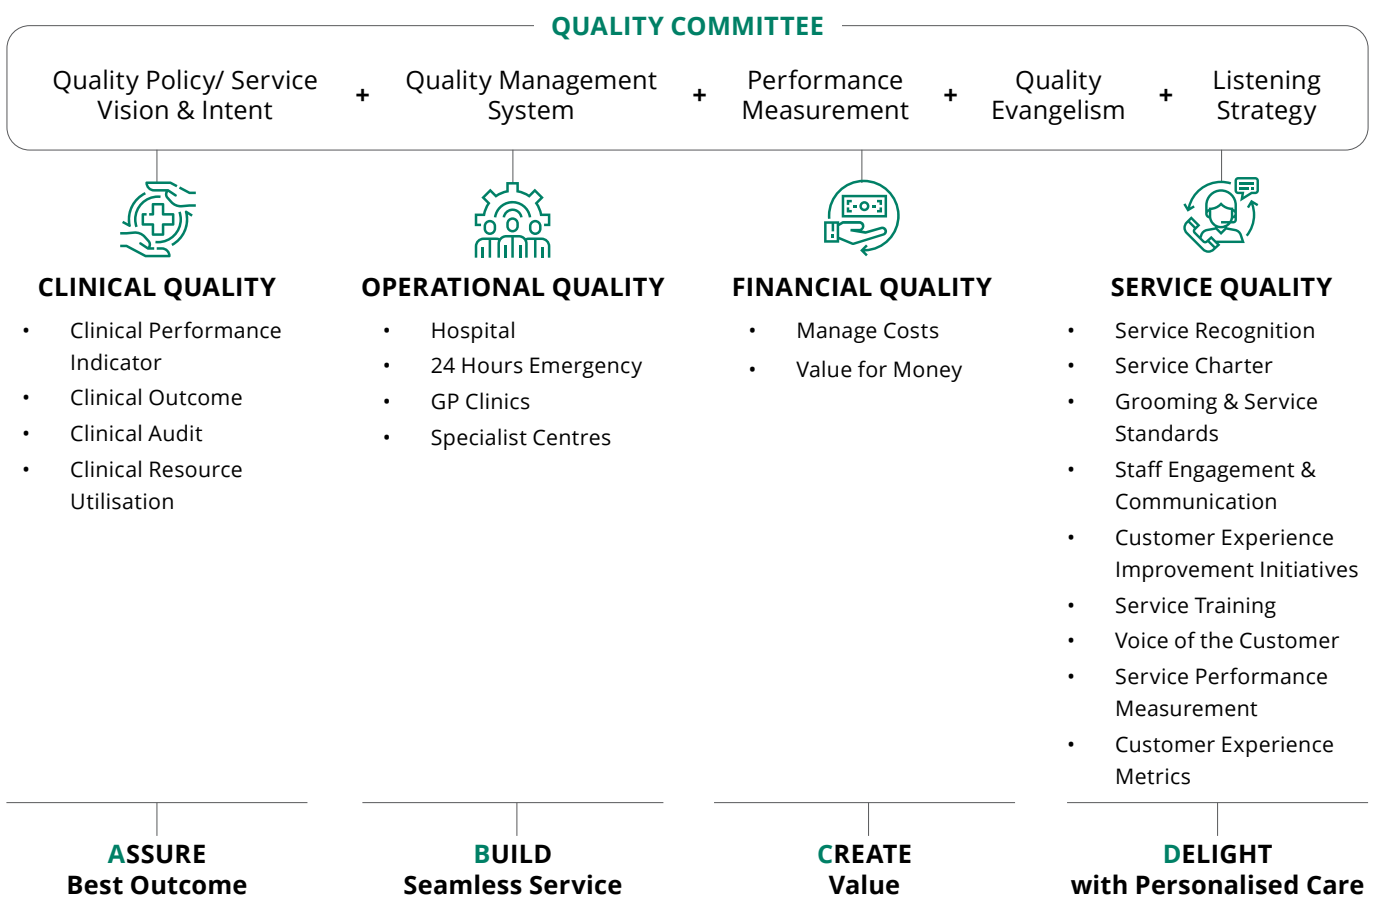 QUALITY COMMITTEE
Quality Policy/ Service
Vision & Intent
+
Quality Management
System
+
Performance
Measurement
+
Quality
Evangelism
+
Listening
Strategy
CLINICAL QUALITY
• Clinical Performance
Indicator
• Clinical Outcome
• Clinical Audit
• Clinical Resource
Utilisation
ASSURE
Best Outcome
OPERATIONAL QUALITY
• Hospital
• 24 Hours Emergency
• GP Clinics
• Specialist Centres
BUILD
Seamless Service
FINANCIAL QUALITY
• Manage Costs
• Value for Money
CREATE
Value
SERVICE QUALITY
• Service Recognition
• Service Charter
• Grooming & Service
Standards
• Staff Engagement &
Communication
• Customer Experience
Improvement Initiatives
• Service Training
• Voice of the Customer
• Service Performance
Measurement
• Customer Experience
Metrics
DELIGHT
with Personalised Care